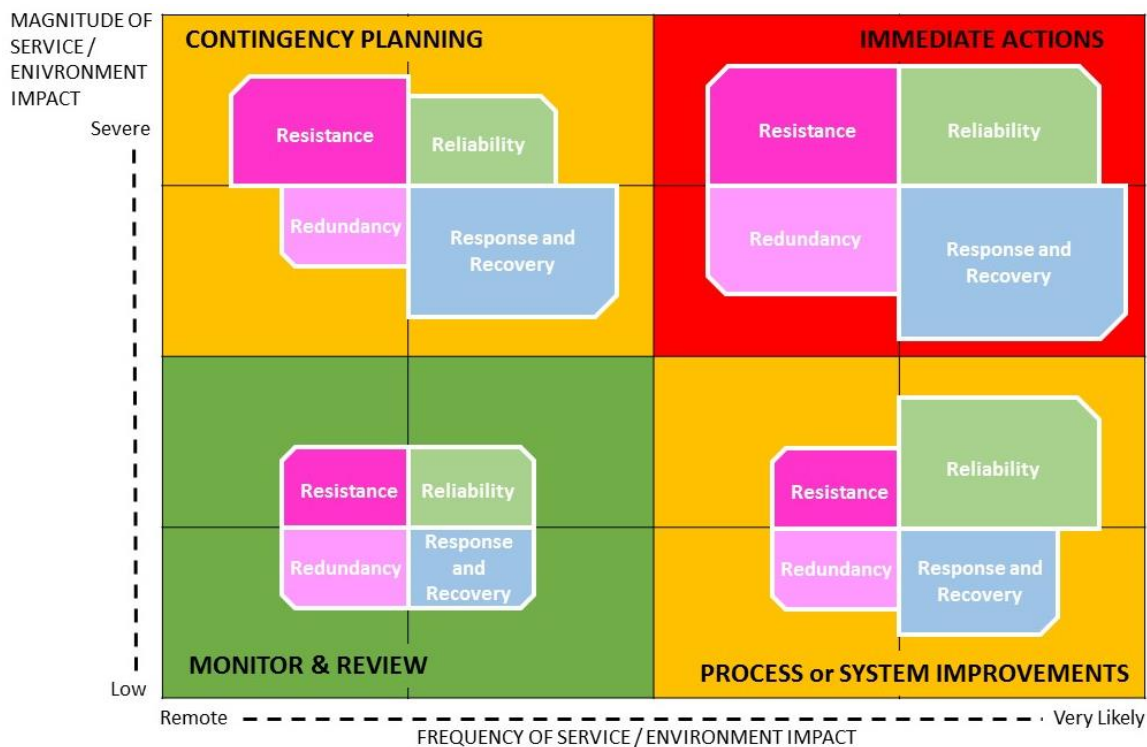 MAGNITUDE OF
SERVICE /
ENIVRONMENT
IMPACT
Severe
Low
CONTINGENCY PLANNING
Resistance
Reliability
Redundancy
Response and
Recovery
IMMEDIATE ACTIONS
Resistance
Reliability
Redundancy
Response and
Recovery
Resistance
Reliability
Redundancy
Response
and
Recovery
MONITOR & REVIEW
Resistance
Reliability
Redundancy
Response and
Recovery
PROCESS or SYSTEM IMPROVEMENTS
Remote
Very Likely
FREQUENCY OF SERVICE / ENVIRONMENT IMPACT